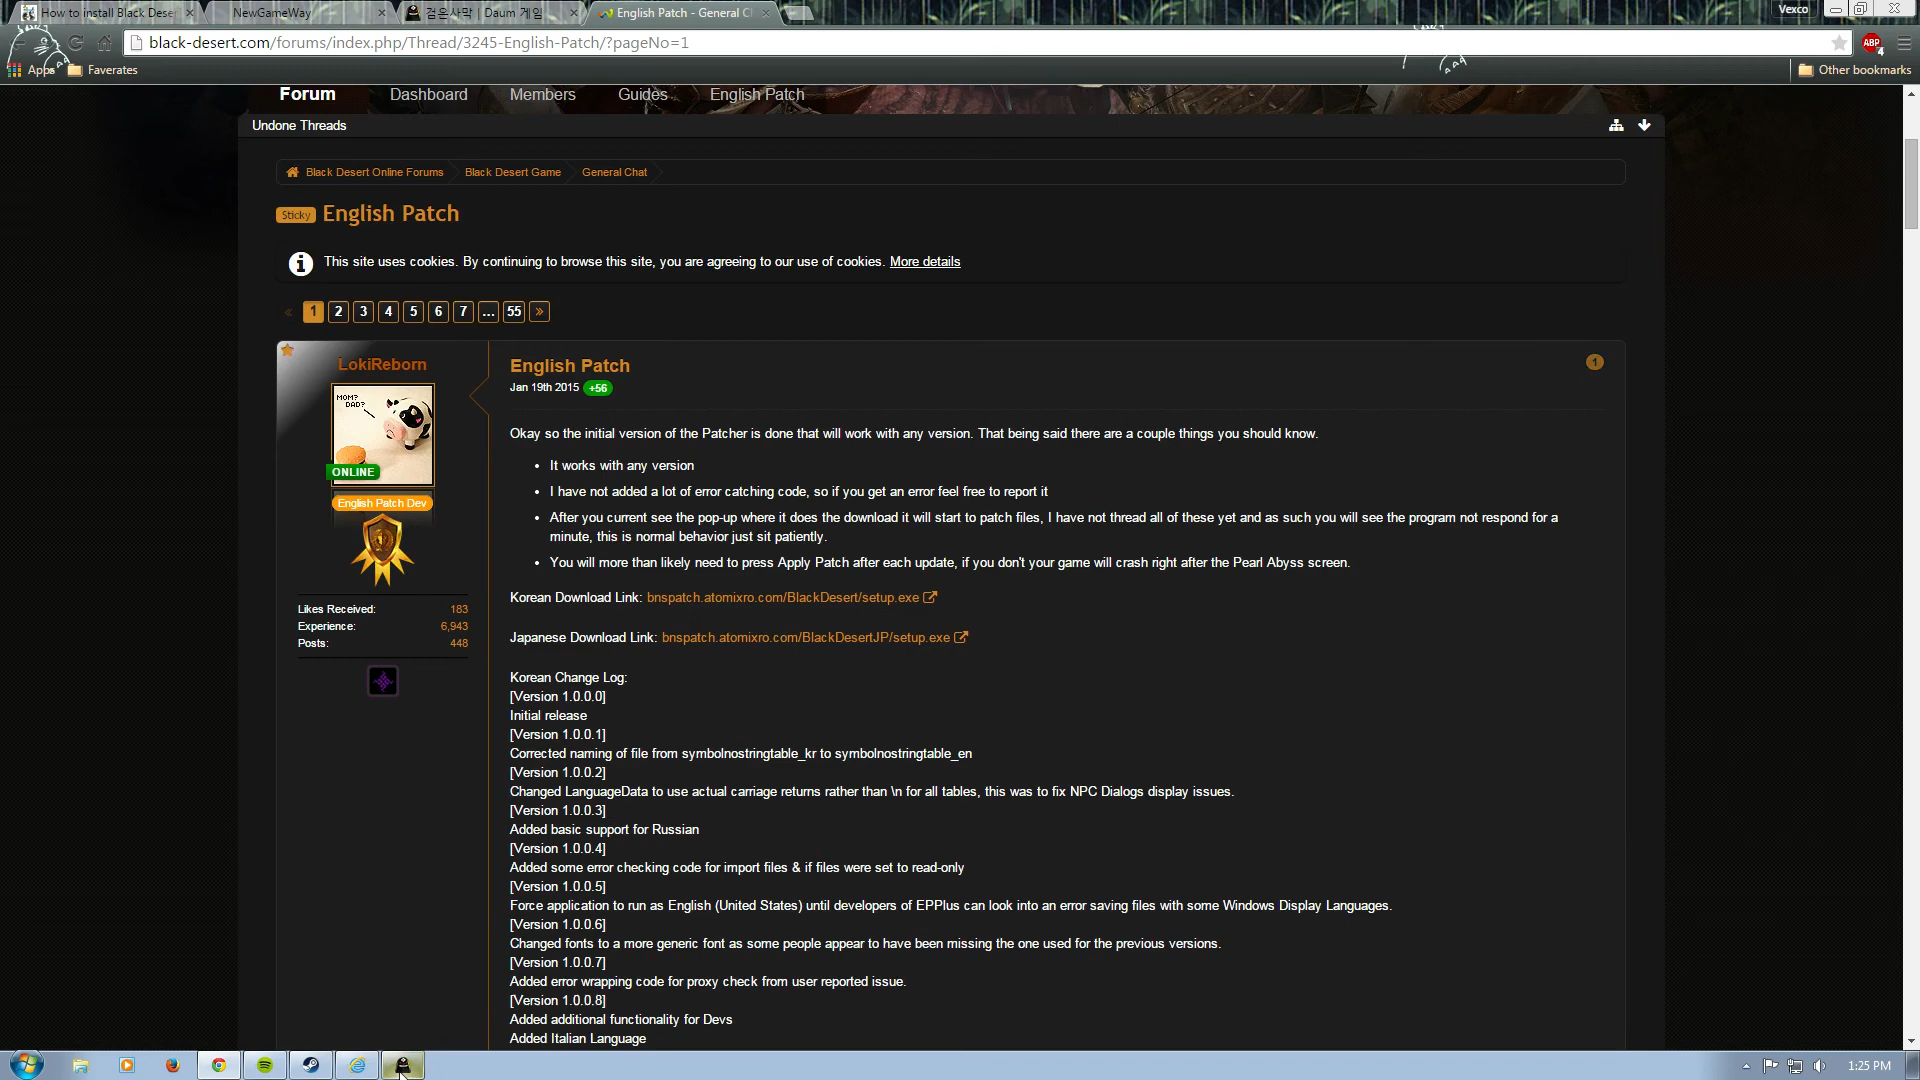 How to install Black Deser
NewGameWay
검은사막 | Daum 게임
English Patch - General C
Vexco
black-desert.com/forums/index.php/Thread/3245-English-Patch/?pageNo=1
ABP
4
Apps
Faverates
Other bookmarks
Forum
Dashboard
Members
Guides
English Patch
Undone Threads
Black Desert Online Forums
Black Desert Game
General Chat
Sticky English Patch
This site uses cookies. By continuing to browse this site, you are agreeing to our use of cookies. More details
« 1 2 3 4 5 6 7 ... 55 »
LokiReborn
MOM?
DAD?
ONLINE
English Patch Dev
Likes Received: 183
Experience: 6,943
Posts: 448
English Patch
1
Jan 19th 2015 +56
Okay so the initial version of the Patcher is done that will work with any version. That being said there are a couple things you should know.
• It works with any version
• I have not added a lot of error catching code, so if you get an error feel free to report it
• After you current see the pop-up where it does the download it will start to patch files, I have not thread all of these yet and as such you will see the program not respond for a
minute, this is normal behavior just sit patiently.
• You will more than likely need to press Apply Patch after each update, if you don't your game will crash right after the Pearl Abyss screen.
Korean Download Link: bnspatch.atomixro.com/BlackDesert/setup.exe
Japanese Download Link: bnspatch.atomixro.com/BlackDesertJP/setup.exe
Korean Change Log:
[Version 1.0.0.0]
Initial release
[Version 1.0.0.1]
Corrected naming of file from symbolnostringtable_kr to symbolnostringtable_en
[Version 1.0.0.2]
Changed LanguageData to use actual carriage returns rather than \n for all tables, this was to fix NPC Dialogs display issues.
[Version 1.0.0.3]
Added basic support for Russian
[Version 1.0.0.4]
Added some error checking code for import files & if files were set to read-only
[Version 1.0.0.5]
Force application to run as English (United States) until developers of EPPlus can look into an error saving files with some Windows Display Languages.
[Version 1.0.0.6]
Changed fonts to a more generic font as some people appear to have been missing the one used for the previous versions.
[Version 1.0.0.7]
Added error wrapping code for proxy check from user reported issue.
[Version 1.0.0.8]
Added additional functionality for Devs
Added Italian Language
1:25 PM